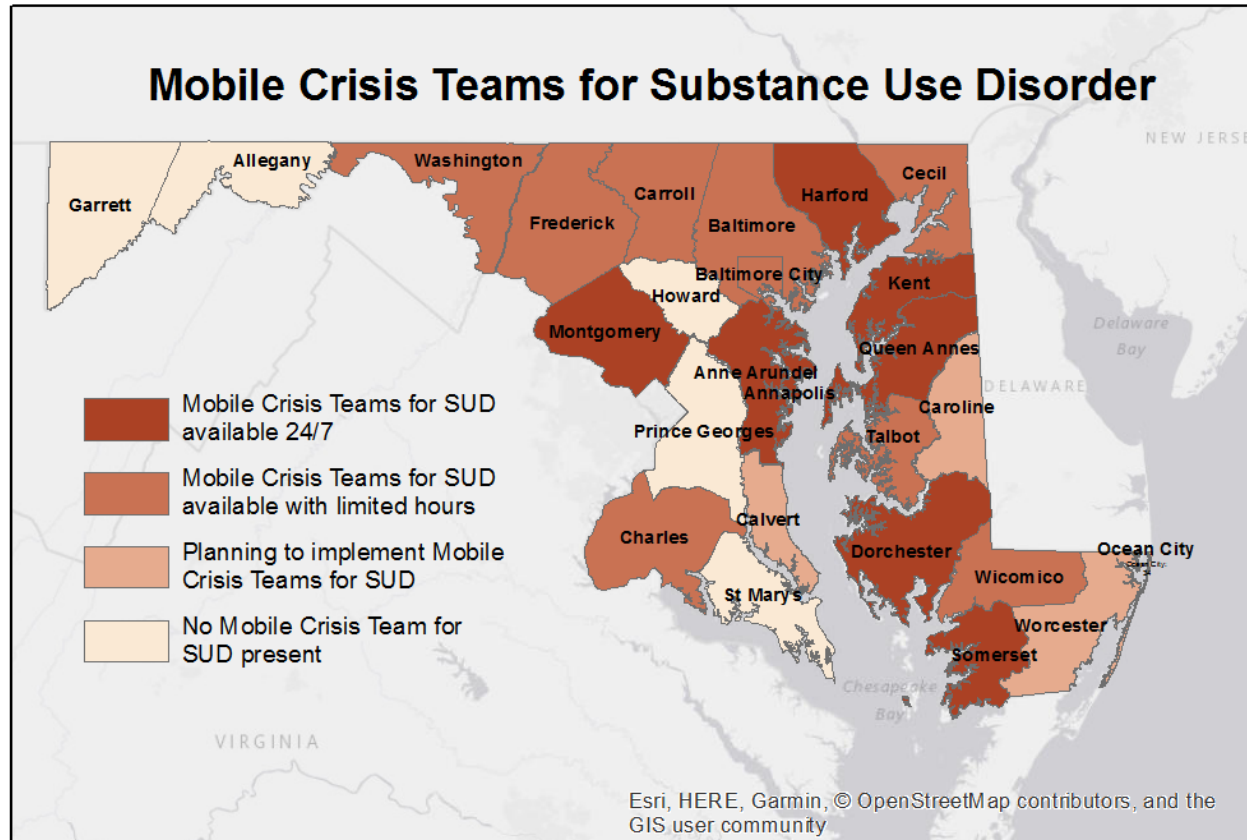 Mobile Crisis Teams for Substance Use Disorder
NEW JERSE
Allegany
Washington
Cecil
Garrett
Carroll
Harford
Frederick
Baltimore
Baltimore City
Howard
Kent
Montgomery
Delaware
Bay
Queen Annes
Anne Arundel
Annapolis
DELAWARE
Caroline
Talbot
Prince Georges
Mobile Crisis Teams for SUD
available 24/7
Mobile Crisis Teams for SUD
available with limited hours
Planning to implement Mobile
Crisis Teams for SUD
No Mobile Crisis Team for
SUD present
Calvert
Charles
Dorchester
Ocean City
Ocean City
Wicomico
St Mary's
Worcester
Somerset
Chesapeake
Bay
VIRGINIA
Esri, HERE, Garmin, © OpenStreetMap contributors, and the
GIS user community